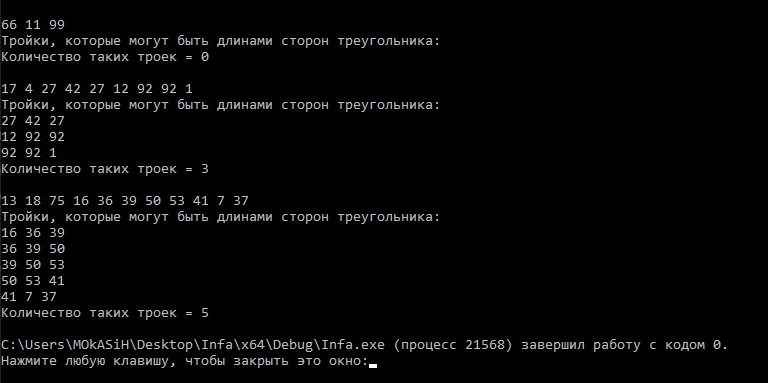 66 11 99
Тройки, которые могут быть длинами сторон треугольника:
Количество таких троек = 0
17 4 27 42 27 12 92 92 1
Тройки, которые могут быть длинами сторон треугольника:
27 42 27
12 92 92
92 92 1
Количество таких троек = 3
13 18 75 16 36 39 50 53 41 7 37
Тройки, которые могут быть длинами сторон треугольника:
16 36 39
36 39 50
39 50 53
50 53 41
41 7 37
Количество таких троек = 5
C:\Users\MOkASiH\Desktop\Infa\x64\Debug\Infa.exe (процесс 21568) завершил работу с кодом 0.
Нажмите любую клавишу, чтобы закрыть это окно: